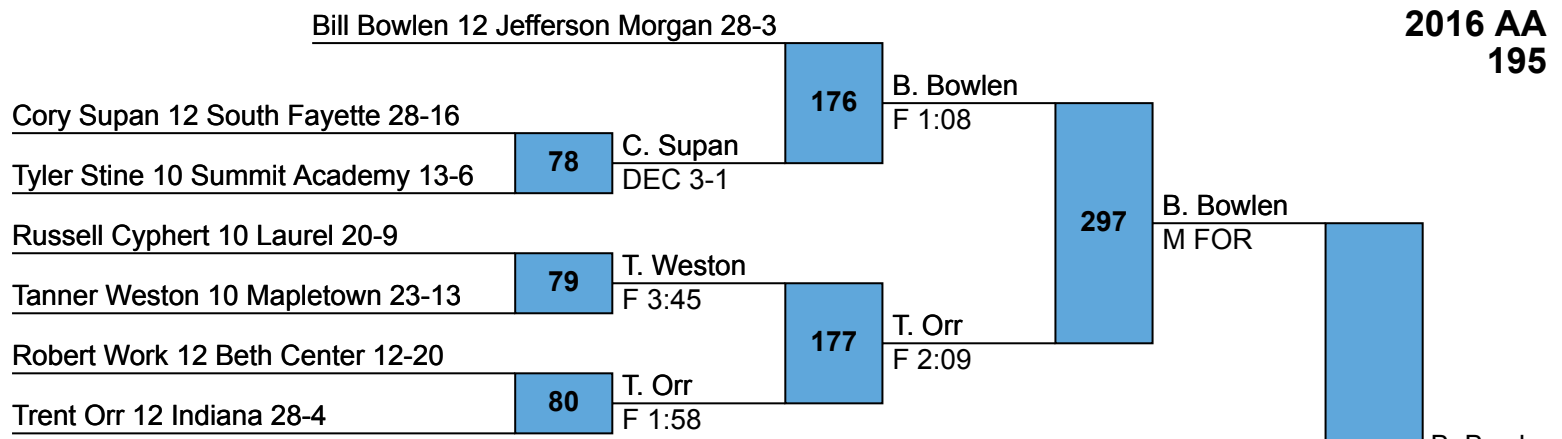 Bill Bowlen 12 Jefferson Morgan 28-3
2016 AA
195
176
B. Bowlen
F 1:08
Cory Supan 12 South Fayette 28-16
78
C. Supan
DEC 3-1
Tyler Stine 10 Summit Academy 13-6
297
B. Bowlen
M FOR
Russell Cyphert 10 Laurel 20-9
79
T. Weston
F 3:45
Tanner Weston 10 Mapletown 23-13
177
T. Orr
F 2:09
Robert Work 12 Beth Center 12-20
80
T. Orr
F 1:58
Trent Orr 12 Indiana 28-4